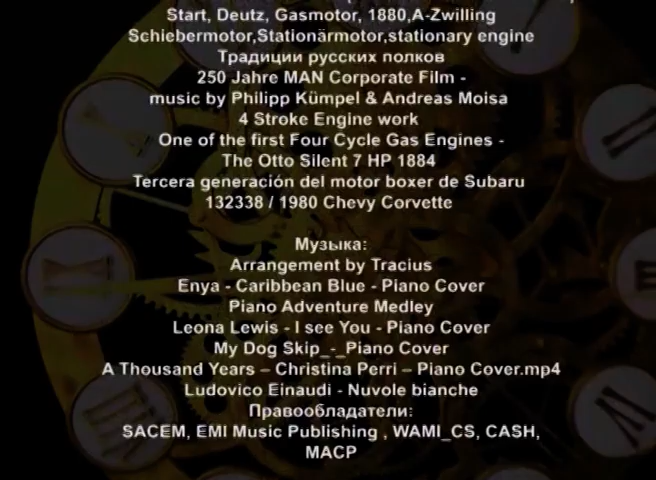 Start, Deutz, Gasmotor, 1880,A-Zwilling
Schiebermotor,Stationärmotor,stationary engine
Традиции русских полков
250 Jahre MAN Corporate Film -
music by Philipp Kümpel & Andreas Moisa
4 Stroke Engine work
One of the first Four Cycle Gas Engines -
The Otto Silent 7 HP 1884
Tercera generación del motor boxer de Subaru
132338 / 1980 Chevy Corvette
Музыка:
Arrangement by Tracius
Enya - Caribbean Blue - Piano Cover
Piano Adventure Medley
Leona Lewis - I see You - Piano Cover
My Dog Skip_-_Piano Cover
A Thousand Years – Christina Perri – Piano Cover.mp4
Ludovico Einaudi - Nuvole bianche
Правообладатели:
SACEM, EMI Music Publishing , WAMI_CS, CASH,
MACP